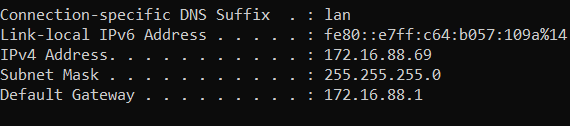 Connection-specific DNS Suffix  . : lan
Link-local IPv6 Address . . . . . : fe80::e7ff:c64:b057:109a%14
IPv4 Address. . . . . . . . . . . : 172.16.88.69
Subnet Mask . . . . . . . . . . . : 255.255.255.0
Default Gateway . . . . . . . . . : 172.16.88.1